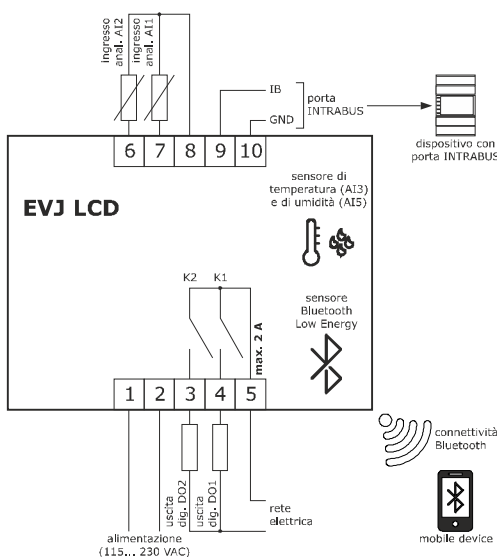 ingresso
anal. AI2
ingresso
anal. AI1
IB
GND
porta
INTRABUS
dispositivo con
porta INTRABUS
6 7 8 9 10
EVJ LCD
sensore di
temperatura (AI3)
e di umidità (AI5)
K2 K1
max. 2 A
sensore
Bluetooth
Low Energy
1 2 3 4 5
uscita
dig. DO2
uscita
dig. DO1
rete
elettrica
alimentazione
(115... 230 VAC)
connettività
Bluetooth
mobile device